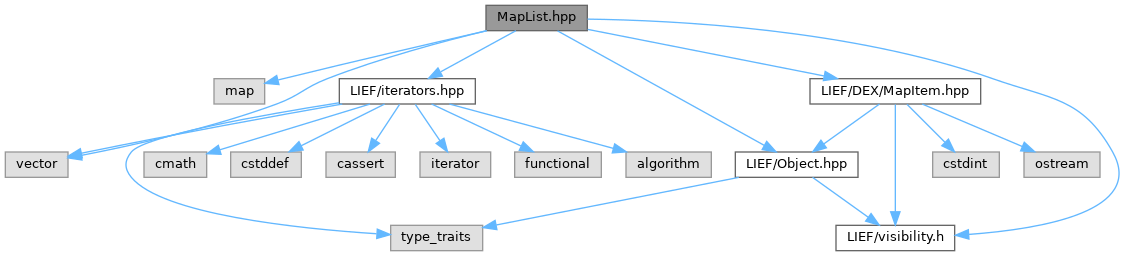 MapList.hpp
map
LIEF/iterators.hpp
LIEF/DEX/MapItem.hpp
vector
cmath
cstddef
cassert
iterator
functional
algorithm
LIEF/Object.hpp
cstdint
ostream
type_traits
LIEF/visibility.h